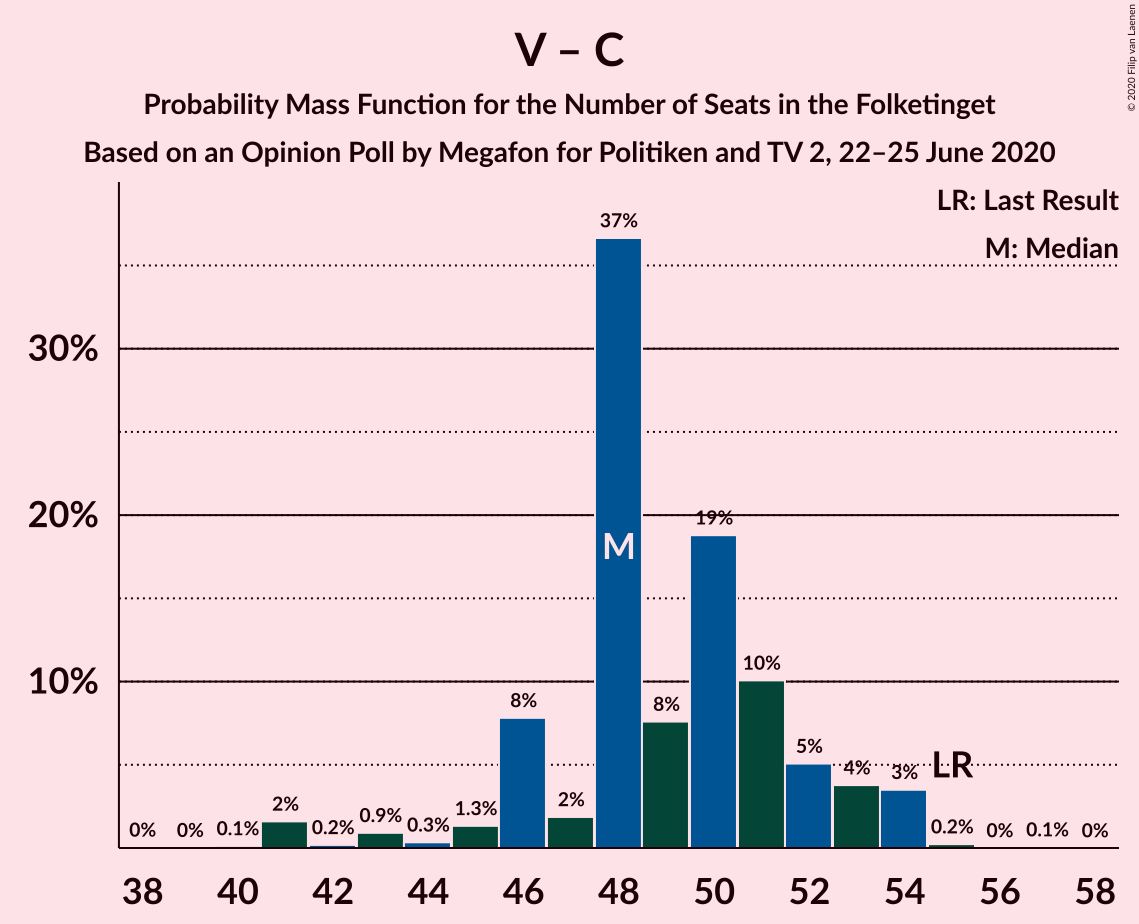 V – C
Probability Mass Function for the Number of Seats in the Folketinget
Based on an Opinion Poll by Megafon for Politiken and TV 2, 22–25 June 2020
© 2020 Filip van Laenen
LR: Last Result
M: Median
30%
20%
10%
0%
0%
0.1%
2%
0.2%
0.9%
0.3%
1.3%
8%
2%
37%
M
8%
19%
10%
5%
4%
3%
LR
0.2%
0%
0.1%
0%
38 40 42 44 46 48 50 52 54 56 58